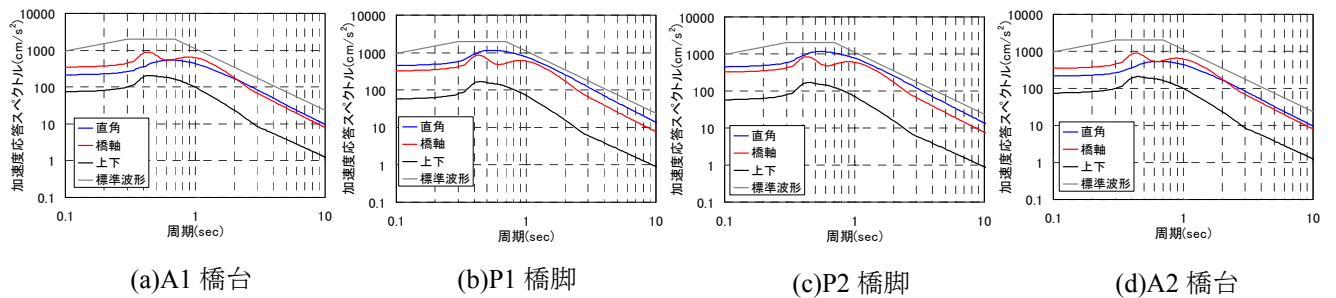 加速度応答スペクトル(cm/s²)
10000
1000
100
10
1
0.1
直角
橋軸
上下
標準波形
0.1
1
10
周期(sec)
(a)A1 橋台
加速度応答スペクトル(cm/s²)
10000
1000
100
10
1
0.1
直角
橋軸
上下
標準波形
0.1
1
10
周期(sec)
(b)P1 橋脚
加速度応答スペクトル(cm/s²)
10000
1000
100
10
1
0.1
直角
橋軸
上下
標準波形
0.1
1
10
周期(sec)
(c)P2 橋脚
加速度応答スペクトル(cm/s²)
10000
1000
100
10
1
0.1
直角
橋軸
上下
標準波形
0.1
1
10
周期(sec)
(d)A2 橋台